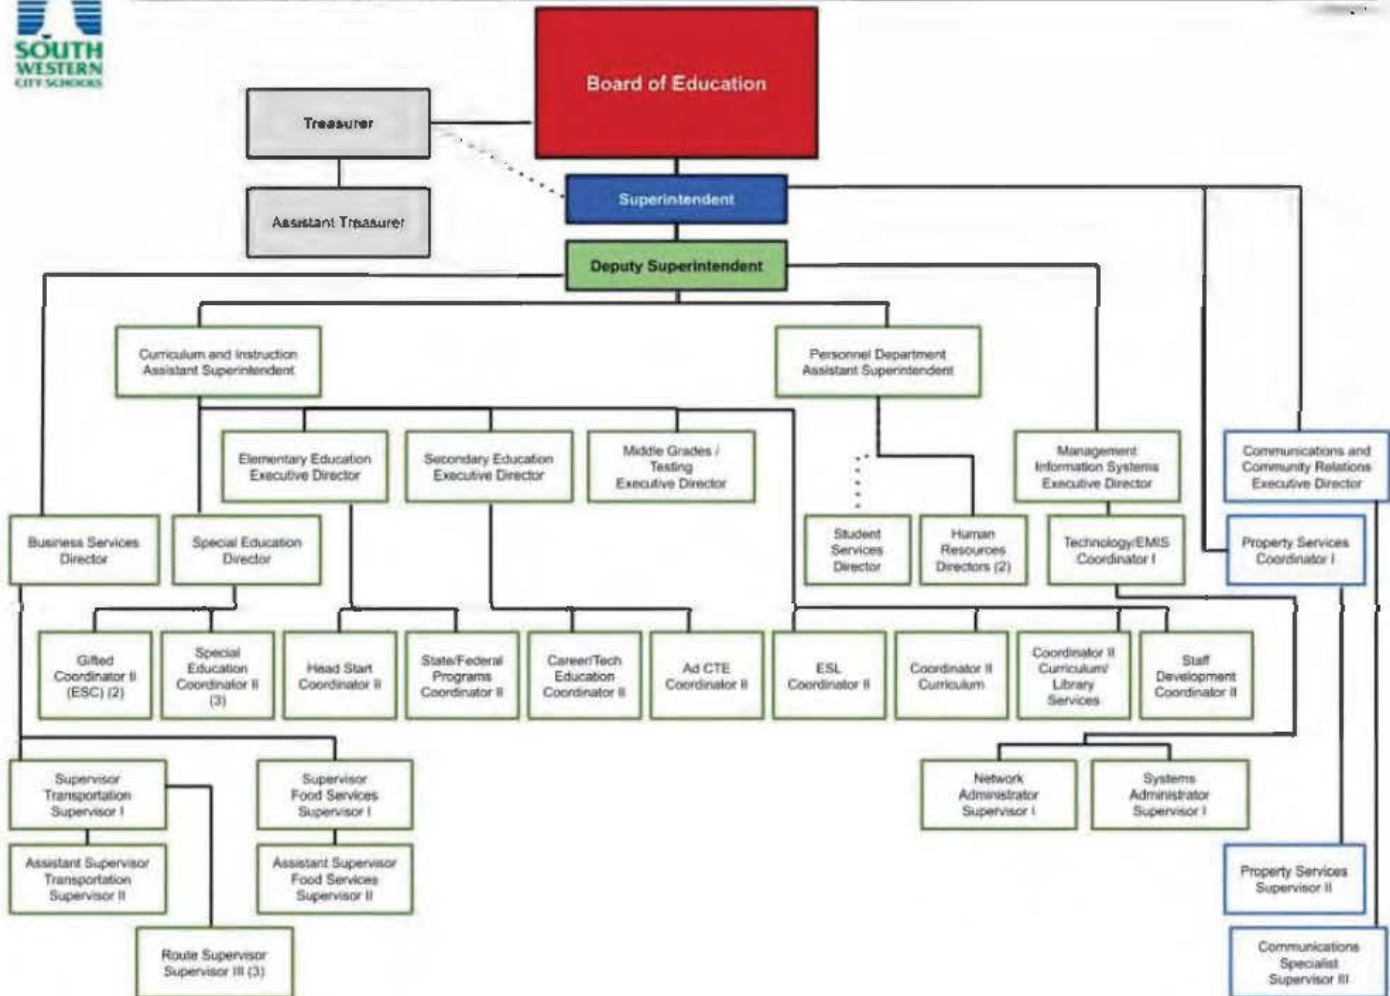 SOUTH
WESTERN
CITY SCHOOLS
Board of Education
Treasurer
Superintendent
Assistant Treasurer
Deputy Superintendent
Curriculum and Instruction
Assistant Superintendent
Personnel Department
Assistant Superintendent
Elementary Education
Executive Director
Secondary Education
Executive Director
Middle Grades /
Testing
Executive Director
Management
Information Systems
Executive Director
Communications and
Community Relations
Executive Director
Business Services
Director
Special Education
Director
Student
Services
Director
Human
Resources
Directors (2)
Technology/EMIS
Coordinator I
Property Services
Coordinator I
Gifted
Coordinator II
(ESC) (2)
Special
Education
Coordinator II
(3)
Head Start
Coordinator II
State/Federal
Programs
Coordinator II
Career/Tech
Education
Coordinator II
Ad CTE
Coordinator II
ESL
Coordinator II
Coordinator II
Curriculum
Coordinator II
Curriculum/
Library
Services
Staff
Development
Coordinator II
Supervisor
Transportation
Supervisor I
Supervisor
Food Services
Supervisor I
Network
Administrator
Supervisor I
Systems
Administrator
Supervisor I
Assistant Supervisor
Transportation
Supervisor II
Assistant Supervisor
Food Services
Supervisor II
Property Services
Supervisor II
Route Supervisor
Supervisor III (3)
Communications
Specialist
Supervisor III